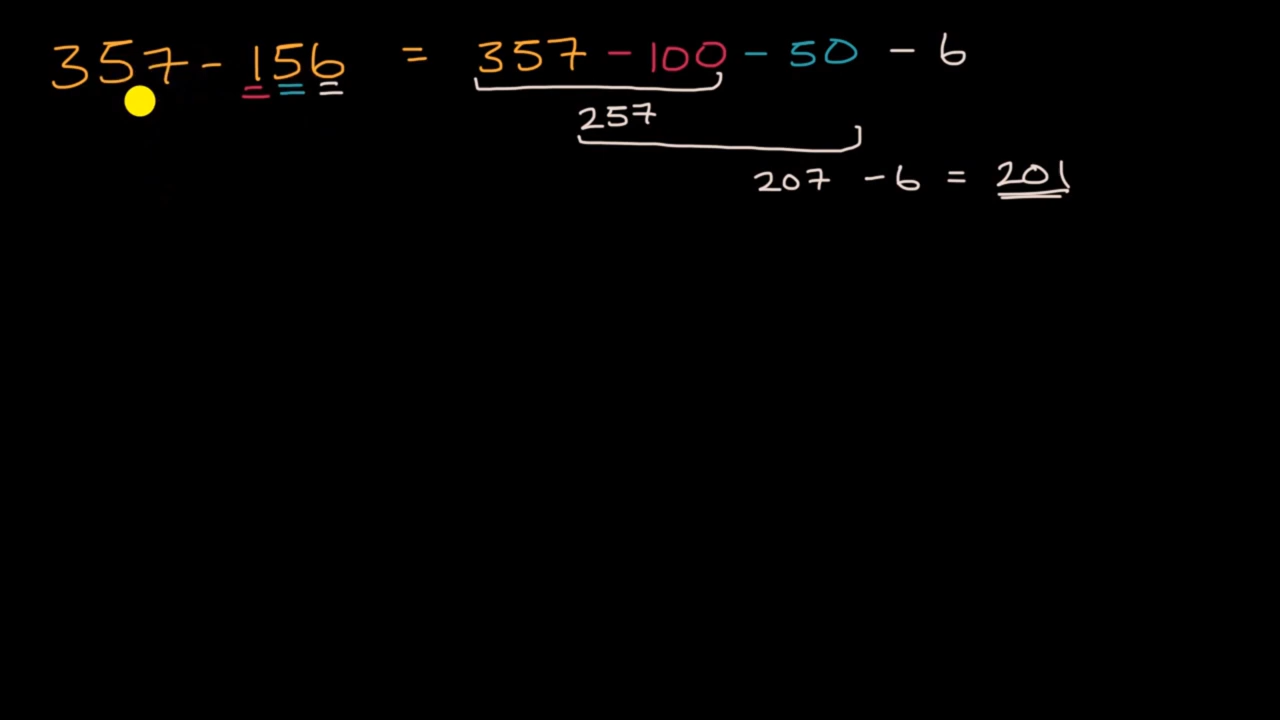 357 - 156 = 357 - 100 - 50 - 6
257
207 - 6 = 201